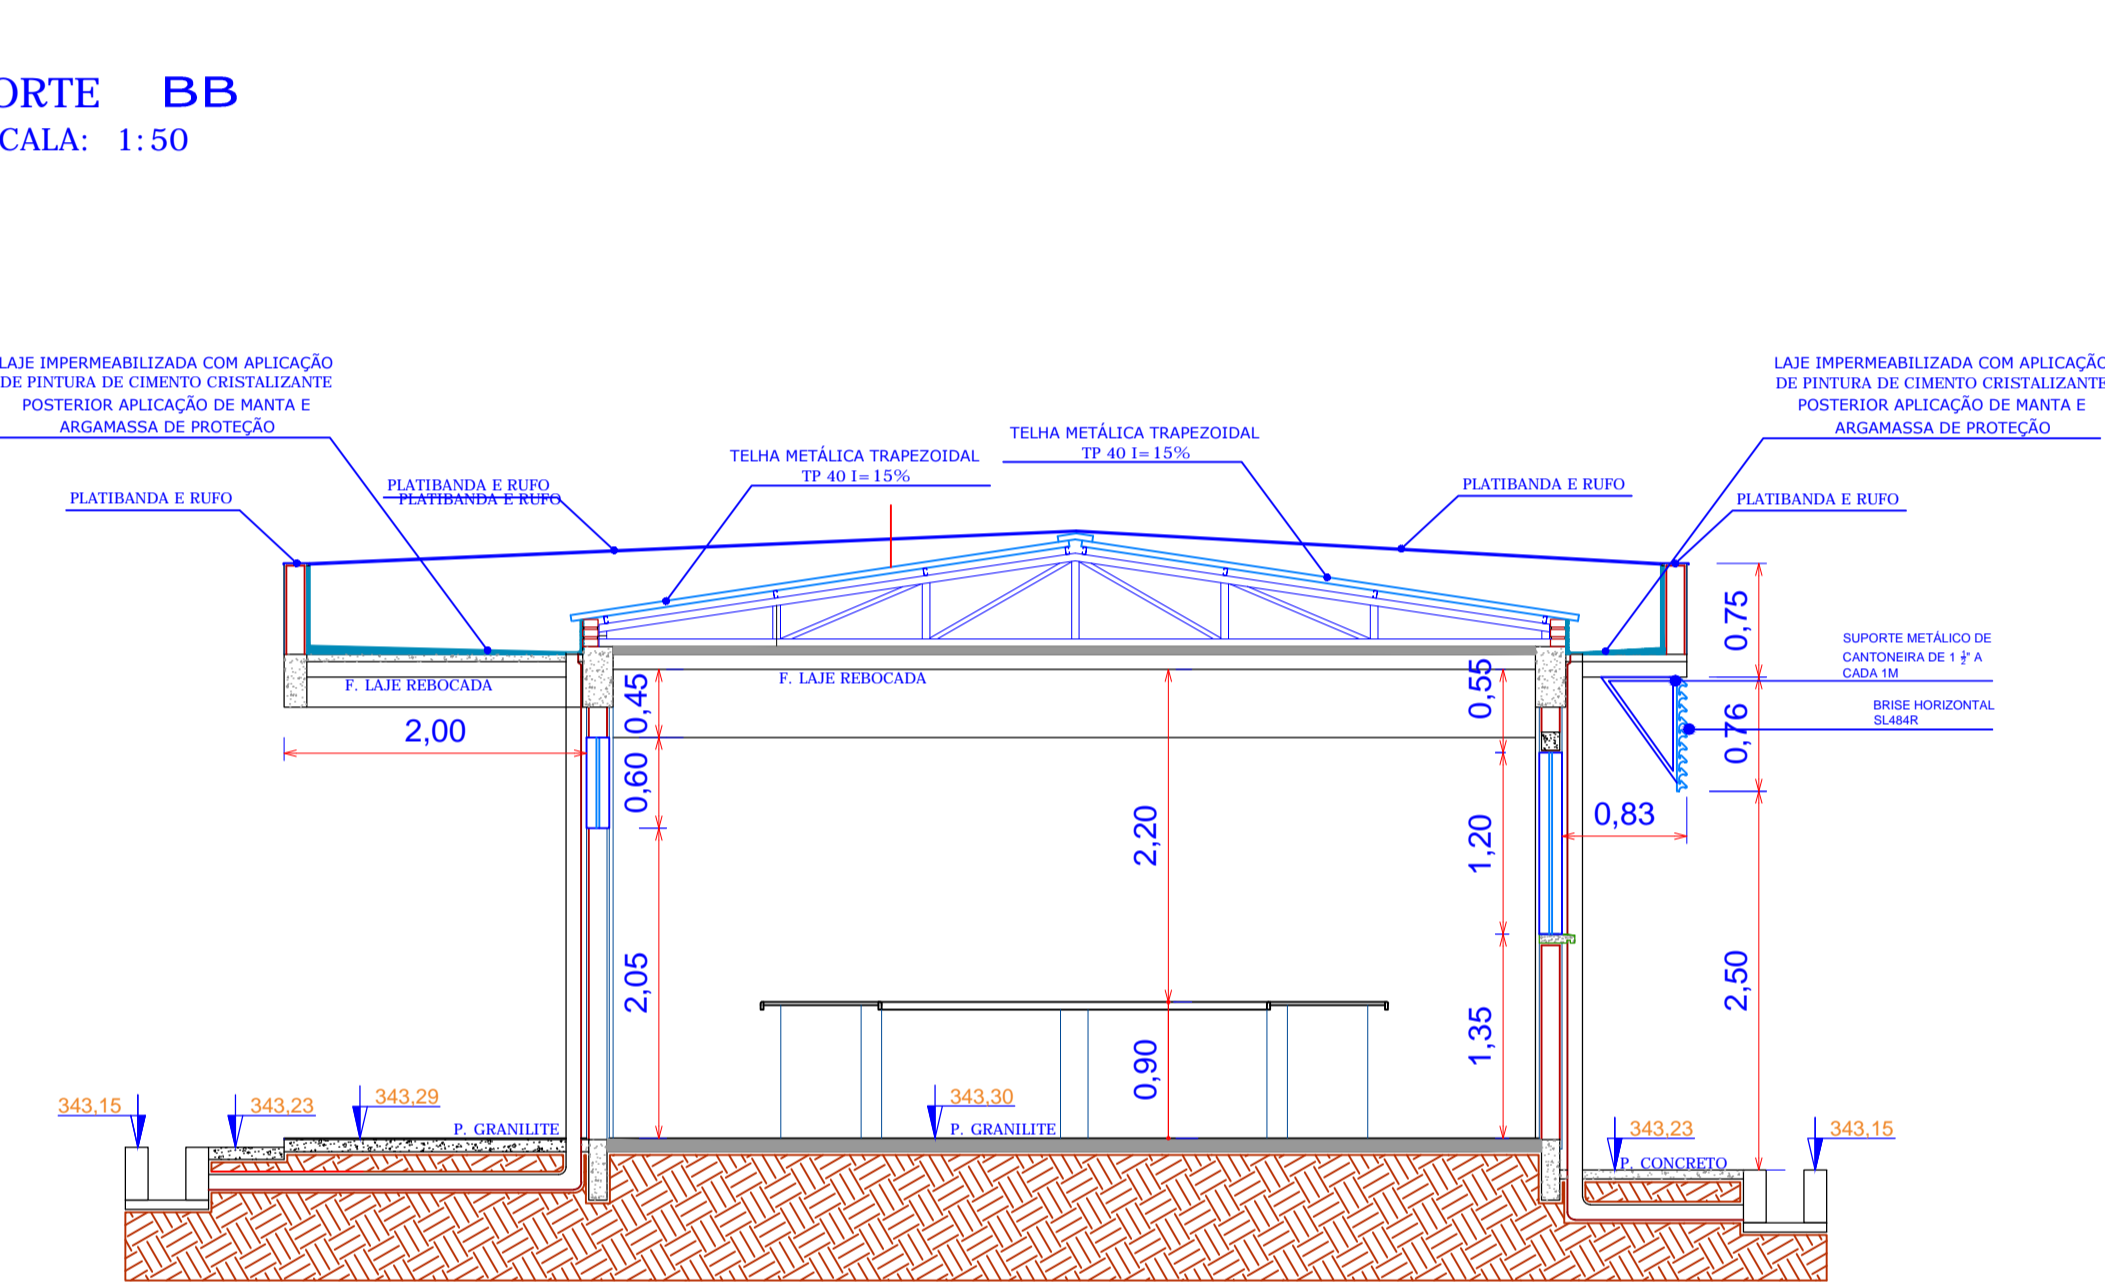 ORTE BB
CALA: 1:50
LAJE IMPERMEABILIZADA COM APLICAÇÃO
DE PINTURA DE CIMENTO CRISTALIZANTE
POSTERIOR APLICAÇÃO DE MANTA E
ARGAMASSA DE PROTEÇÃO
LAJE IMPERMEABILIZADA COM APLICAÇÃO
DE PINTURA DE CIMENTO CRISTALIZANTE
POSTERIOR APLICAÇÃO DE MANTA E
ARGAMASSA DE PROTEÇÃO
TELHA METÁLICA TRAPEZOIDAL
TP 40 I=15%
TELHA METÁLICA TRAPEZOIDAL
TP 40 I=15%
PLATIBANDA E RUFO
PLATIBANDA E RUFO
PLATIBANDA E RUFO
PLATIBANDA E RUFO
PLATIBANDA E RUFO
F. LAJE REBOCADA
F. LAJE REBOCADA
2,00
0,45
0,60
2,05
2,20
0,90
0,55
1,20
1,35
0,83
0,75
0,76
2,50
SUPORTE METÁLICO DE
CANTONEIRA DE 1 ½" A
CADA 1M
BRISE HORIZONTAL
SL484R
343,15
343,23
343,29
P. GRANILITE
343,30
P. GRANILITE
343,23
P. CONCRETO
343,15